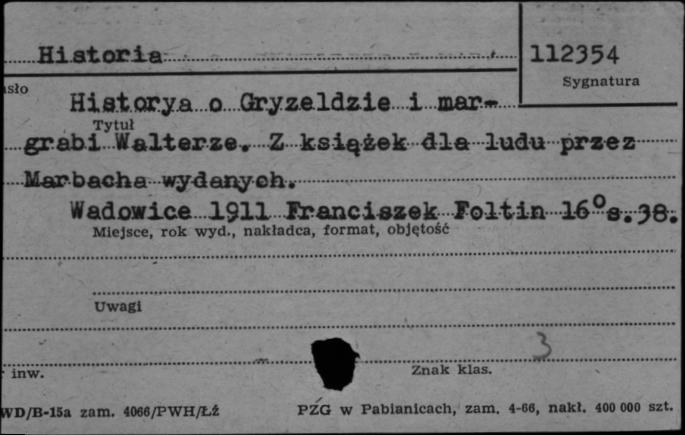 Historia
112354
Sygnatura
Historya o Gryzeldzie i mar-
Tytuł
grabi Walterze. Z książek dla ludu przez
Marbacha wydanych.
Wadowice 1911 Franciszek Foltin 16° s. 38.
Miejsce, rok wyd., nakładca, format, objętość
Uwagi
3
inw.
Znak klas.
WD/B-15a zam. 4066/PWH/Łź
PZG w Pabianicach, zam. 4-66, nakł. 400 000 szt.